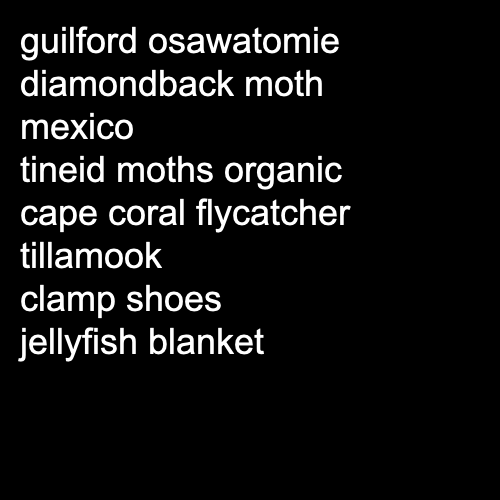 guilford osawatomie
diamondback moth
mexico
tineid moths organic
cape coral flycatcher
tillamook
clamp shoes
jellyfish blanket